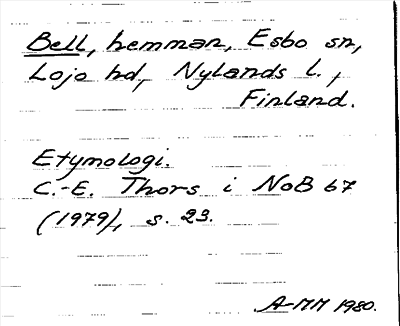 Bell, hemman, Esbo sn,
Lojo hd, Nylands l.,
Finland.
Etymologi.
C.-E. Thors i NoB 67
(1979), s. 23.
A-MM 1980.